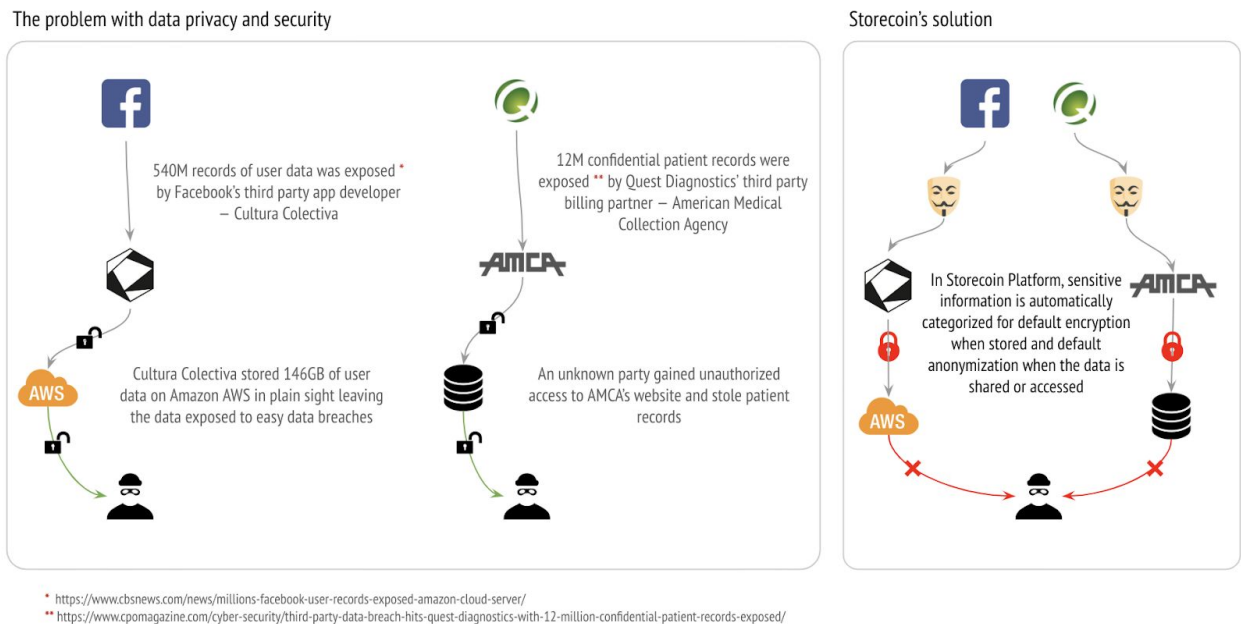 The problem with data privacy and security
Storecoin's solution
540M records of user data was exposed *
by Facebook's third party app developer
— Cultura Colectiva
12M confidential patient records were
exposed ** by Quest Diagnostics' third party
billing partner — American Medical
Collection Agency
AMCA
AWS
Cultura Colectiva stored 146GB of user
data on Amazon AWS in plain sight leaving
the data exposed to easy data breaches
An unknown party gained unauthorized
access to AMCA's website and stole patient
records
In Storecoin Platform, sensitive
information is automatically
categorized for default encryption
when stored and default
anonymization when the data is
shared or accessed
AMCA
AWS
* https://www.cbsnews.com/news/millions-facebook-user-records-exposed-amazon-cloud-server/
** https://www.cpomagazine.com/cyber-security/third-party-data-breach-hits-quest-diagnostics-with-12-million-confidential-patient-records-exposed/